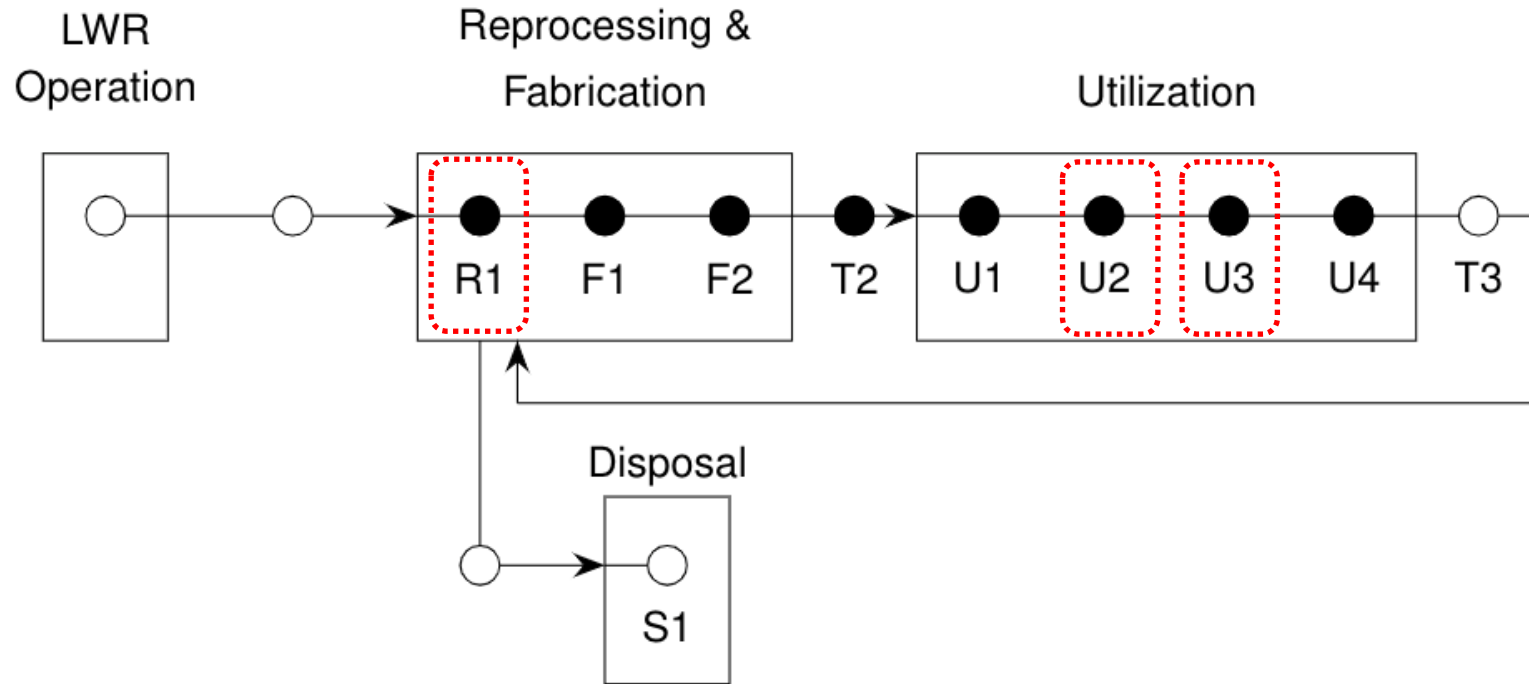 LWR
Operation
Reprocessing &
Fabrication
Utilization
R1
F1
F2
T2
U1
U2
U3
U4
T3
Disposal
S1